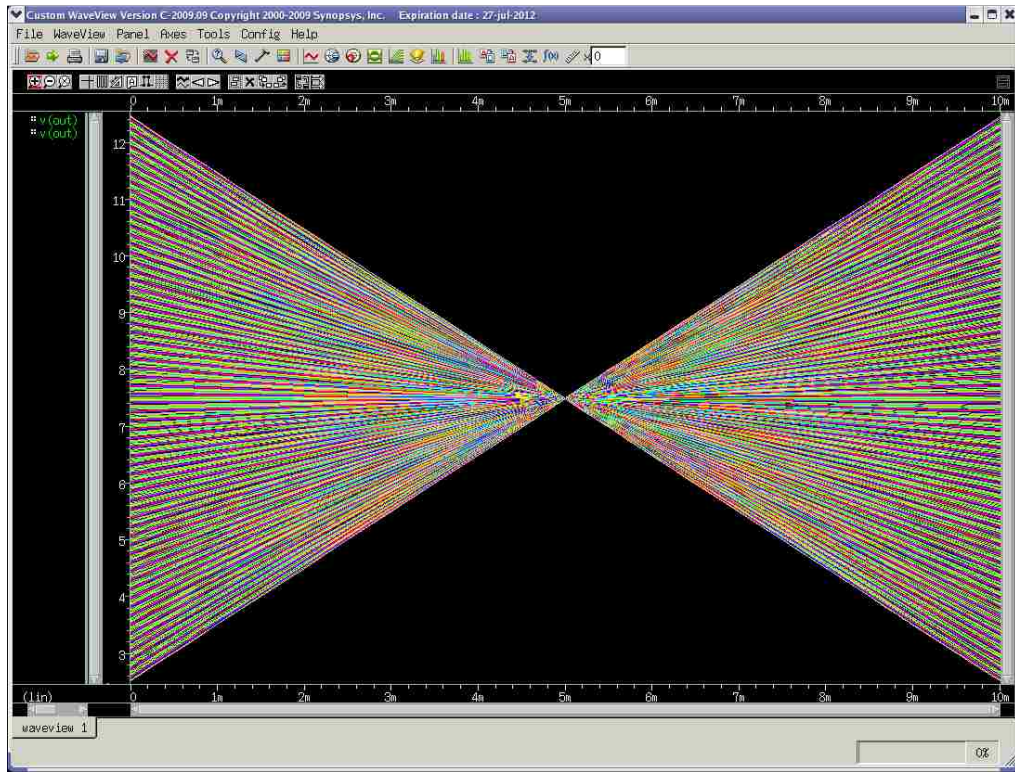 Custom WaveView Version C-2009.09 Copyright 2000-2009 Synopsys, Inc. Expiration date : 27-jul-2012
File WaveView Panel Axes Tools Config Help
0
0 1m 2m 3m 4m 5m 6m 7m 8m 9m 10m
v(out)
v(out)
12
11
10
9
8
7
6
5
4
3
(lin) 0 1m 2m 3m 4m 5m 6m 7m 8m 9m 10m
waveview 1
0%